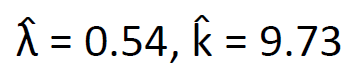 λ̂ = 0.54, k̂ = 9.73